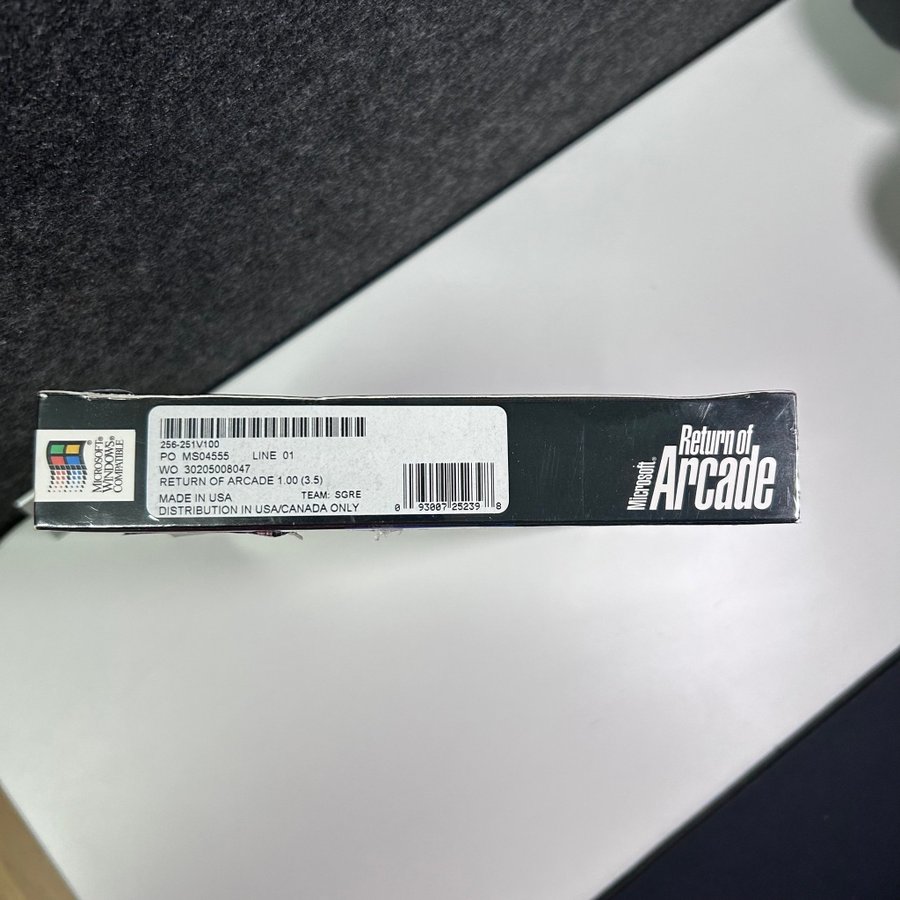 MICROSOFT®
WINDOWS®
COMPATIBLE
256-251V100
PO MS04555 LINE 01
WO 30205008047
RETURN OF ARCADE 1.00 (3.5)
MADE IN USA TEAM: SGRE
DISTRIBUTION IN USA/CANADA ONLY
0 93007 25239 8
Microsoft®
Return of
Arcade